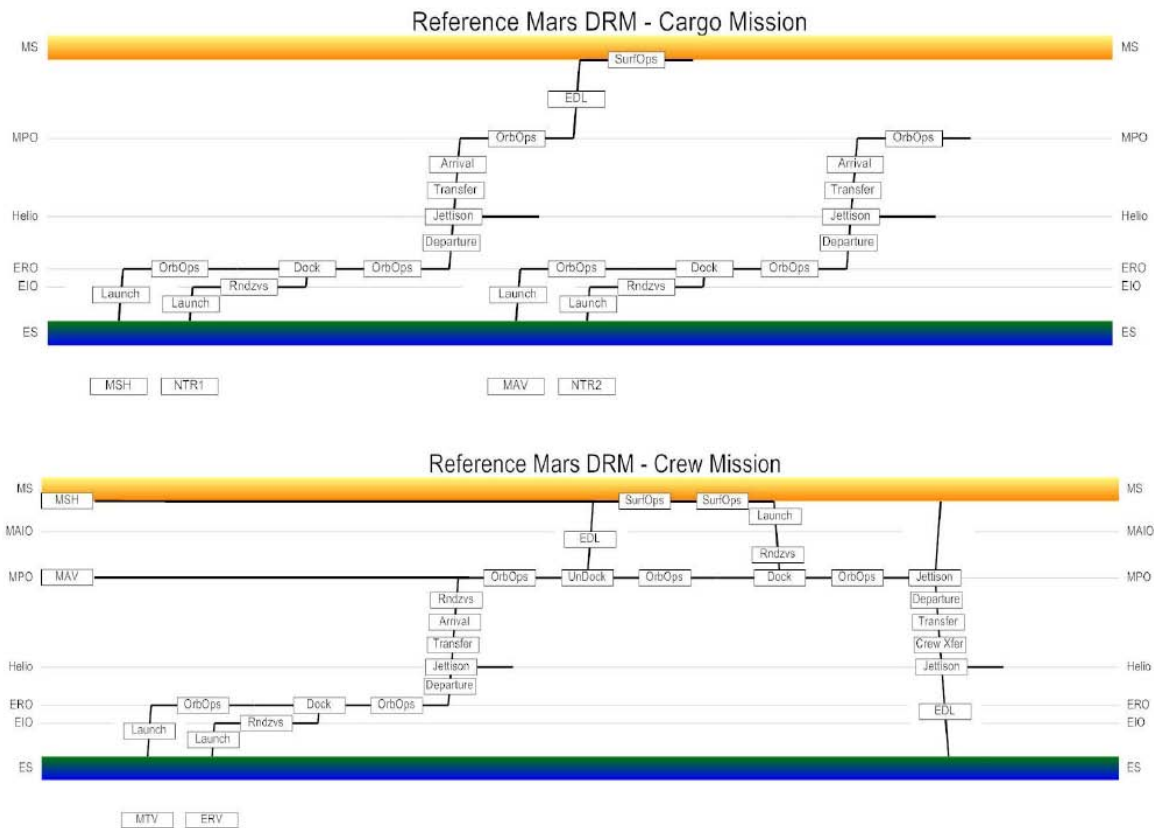 Reference Mars DRM - Cargo Mission
MS MS
SurfOps
EDL
MPO OrbOps OrbOps MPO
Arrival Arrival
Transfer Transfer
Helio Jettison Jettison Helio
Departure Departure
ERO OrbOps Dock OrbOps OrbOps Dock OrbOps ERO
EIO Rndzvs Rndzvs EIO
Launch Launch
Launch Launch
ES ES
MSH NTR1 MAV NTR2
Reference Mars DRM - Crew Mission
MS MS
MSH SurfOps SurfOps
Launch
MAIO MAIO
EDL
Rndzvs
MPO MAV OrbOps UnDock OrbOps Dock OrbOps Jettison MPO
Rndzvs Departure
Arrival Transfer
Transfer Crew Xfer
Helio Jettison Jettison Helio
Departure
ERO OrbOps Dock OrbOps ERO
EDL
EIO Rndzvs EIO
Launch
Launch
ES ES
MTV ERV